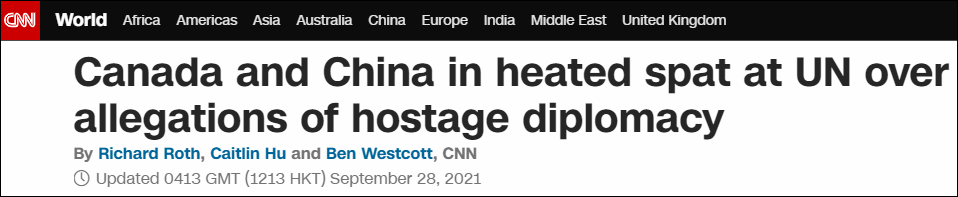 CNN World Africa Americas Asia Australia China Europe India Middle East United Kingdom
Canada and China in heated spat at UN over
allegations of hostage diplomacy
By Richard Roth, Caitlin Hu and Ben Westcott, CNN
Updated 0413 GMT (1213 HKT) September 28, 2021